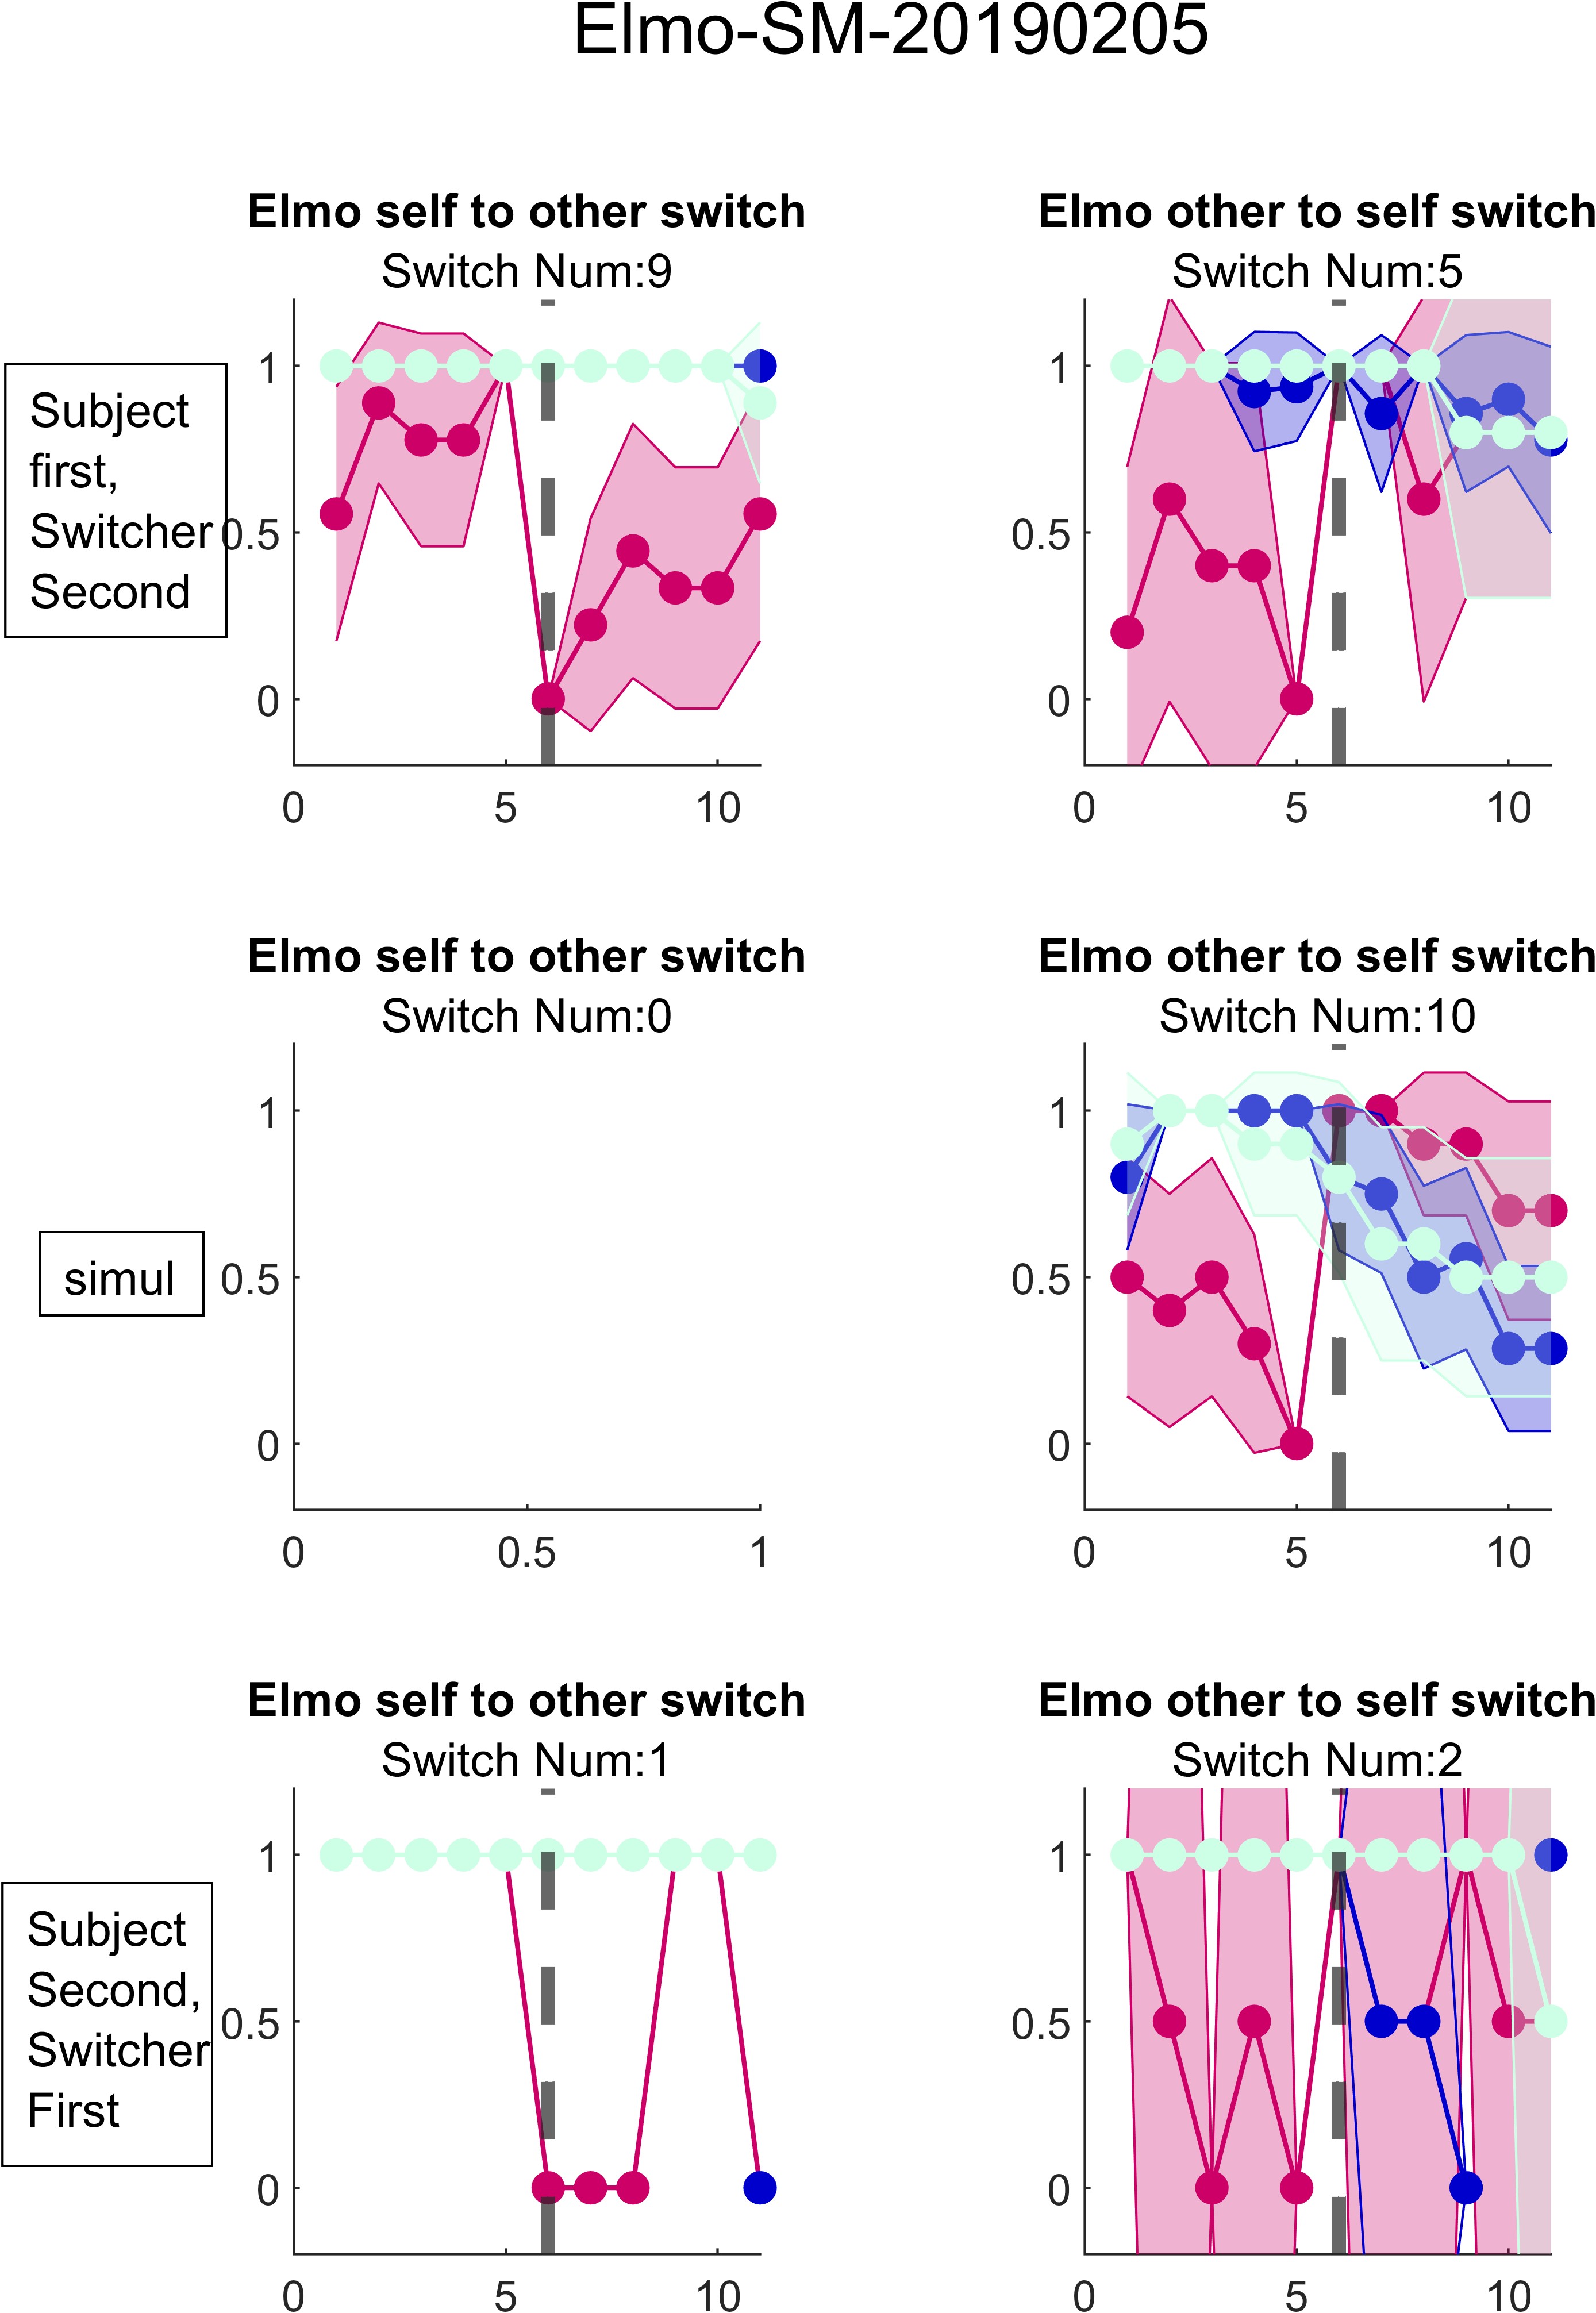 Elmo-SM-20190205
Elmo self to other switch
Switch Num:9
Elmo other to self switch
Switch Num:5
Subject
first,
Switcher
Second
1
0.5
0
0
5
10
1
0.5
0
0
5
10
Elmo self to other switch
Switch Num:0
Elmo other to self switch
Switch Num:10
simul
1
0.5
0
0
0.5
1
1
0.5
0
0
5
10
Elmo self to other switch
Switch Num:1
Elmo other to self switch
Switch Num:2
Subject
Second,
Switcher
First
1
0.5
0
0
5
10
1
0.5
0
0
5
10